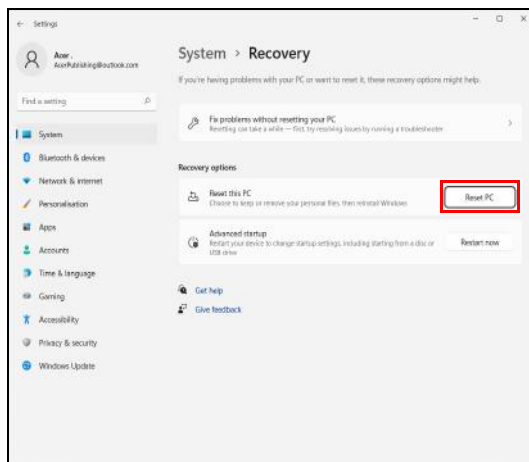 Settings
Acer .
AcerPublishing@outlook.com
Find a setting
System
Bluetooth & devices
Network & internet
Personalisation
Apps
Accounts
Time & language
Gaming
Accessibility
Privacy & security
Windows Update
System > Recovery
If you're having problems with your PC or want to reset it, these recovery options might help.
Fix problems without resetting your PC
Resetting can take a while — first, try resolving issues by running a troubleshooter
Recovery options
Reset this PC
Choose to keep or remove your personal files, then reinstall Windows
Reset PC
Advanced startup
Restart your device to change startup settings, including starting from a disc or
USB drive
Restart now
Get help
Give feedback